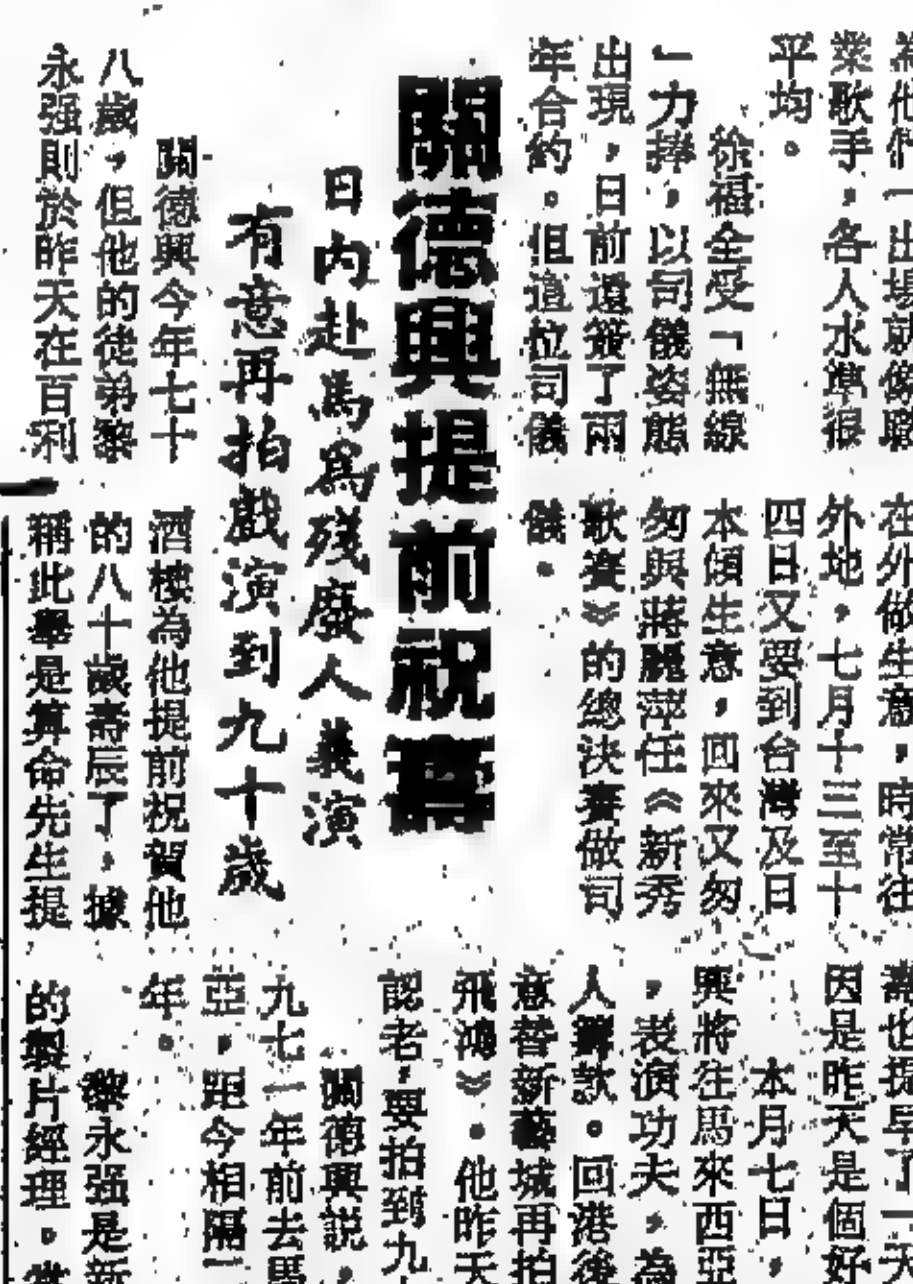 出場就像職
業歌手，各人水準很
平均。
徐福全受「無線
」力捧，以司儀姿態
出現，日前還簽了兩
年合約。但這位司儀
在外做生意，時常往
外地，七月十三至十
四日又要到台灣及日
本傾生意，回來又匆
匆與蔣麗萍任《新秀
歌賽》的總決賽做司
儀。
關德興提前祝壽
日內赴馬為殘廢人義演
有意再拍戲演到九十歲
關德興今年七十
八歲，但他的徒弟黎
永强則於昨天在百利
酒樓為他提前祝賀他
的八十歲壽辰了，據
稱此舉是算命先生提
壽也提早了一天
因是昨天是個好
本月七日，
興將往馬來西亞
，表演功夫，為
人籌款。回港後
意替新藝城再拍
飛鴻》。他昨天
認老，要拍到九
關德興説，
九七一年前去馬
亞，距今相隔
年。
黎永强是新
的製片經理。